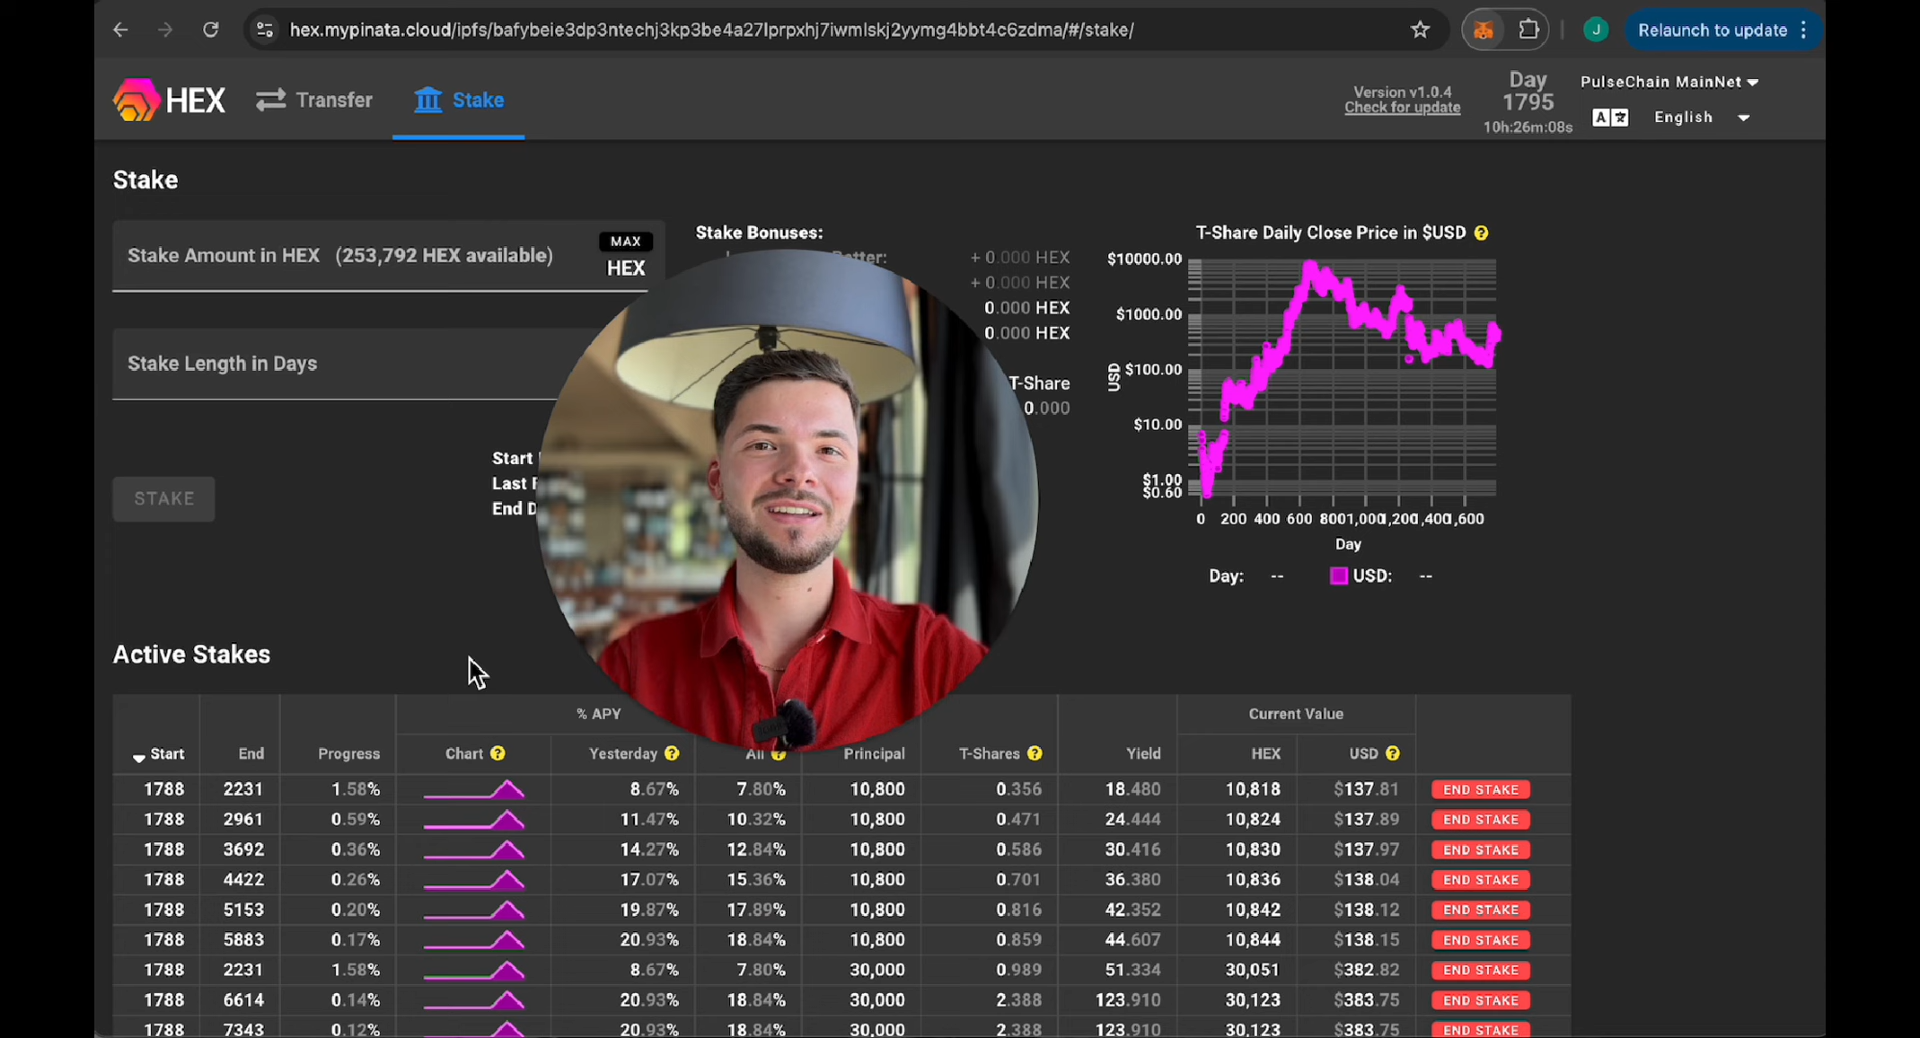 hex.mypinata.cloud/ipfs/bafybeie3dp3ntechj3kp3be4a27lprpxhj7iwmlskj2yymg4bbt4c6zdma/#/stake/
J
Relaunch to update
HEX
Transfer
Stake
Version v1.0.4
Check for update
Day
1795
10h:26m:08s
PulseChain MainNet
English
Stake
Stake Amount in HEX (253,792 HEX available)
MAX
HEX
Stake Length in Days
STAKE
Stake Bonuses:
+ 0.000 HEX
+ 0.000 HEX
0.000 HEX
0.000 HEX
T-Share
0.000
Start
Last
End
T-Share Daily Close Price in $USD ?
$10000.00
$1000.00
$100.00
$10.00
$1.00
$0.60
USD
0 200 400 600 800 1,000 1,200 1,400 1,600
Day
Day: -- USD: --
Active Stakes
% APY Current Value
Start End Progress Chart ? Yesterday ? All ? Principal T-Shares ? Yield HEX USD ?
1788 2231 1.58% 8.67% 7.80% 10,800 0.356 18.480 10,818 $137.81 END STAKE
1788 2961 0.59% 11.47% 10.32% 10,800 0.471 24.444 10,824 $137.89 END STAKE
1788 3692 0.36% 14.27% 12.84% 10,800 0.586 30.416 10,830 $137.97 END STAKE
1788 4422 0.26% 17.07% 15.36% 10,800 0.701 36.380 10,836 $138.04 END STAKE
1788 5153 0.20% 19.87% 17.89% 10,800 0.816 42.352 10,842 $138.12 END STAKE
1788 5883 0.17% 20.93% 18.84% 10,800 0.859 44.607 10,844 $138.15 END STAKE
1788 2231 1.58% 8.67% 7.80% 30,000 0.989 51.334 30,051 $382.82 END STAKE
1788 6614 0.14% 20.93% 18.84% 30,000 2.388 123.910 30,123 $383.75 END STAKE
1788 7343 0.12% 20.93% 18.84% 30,000 2.388 123.910 30,123 $383.75 END STAKE